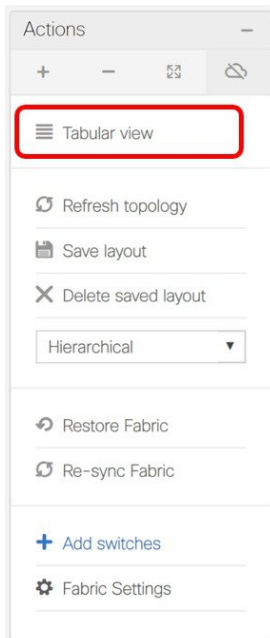 Actions
Tabular view
Refresh topology
Save layout
Delete saved layout
Hierarchical
Restore Fabric
Re-sync Fabric
Add switches
Fabric Settings